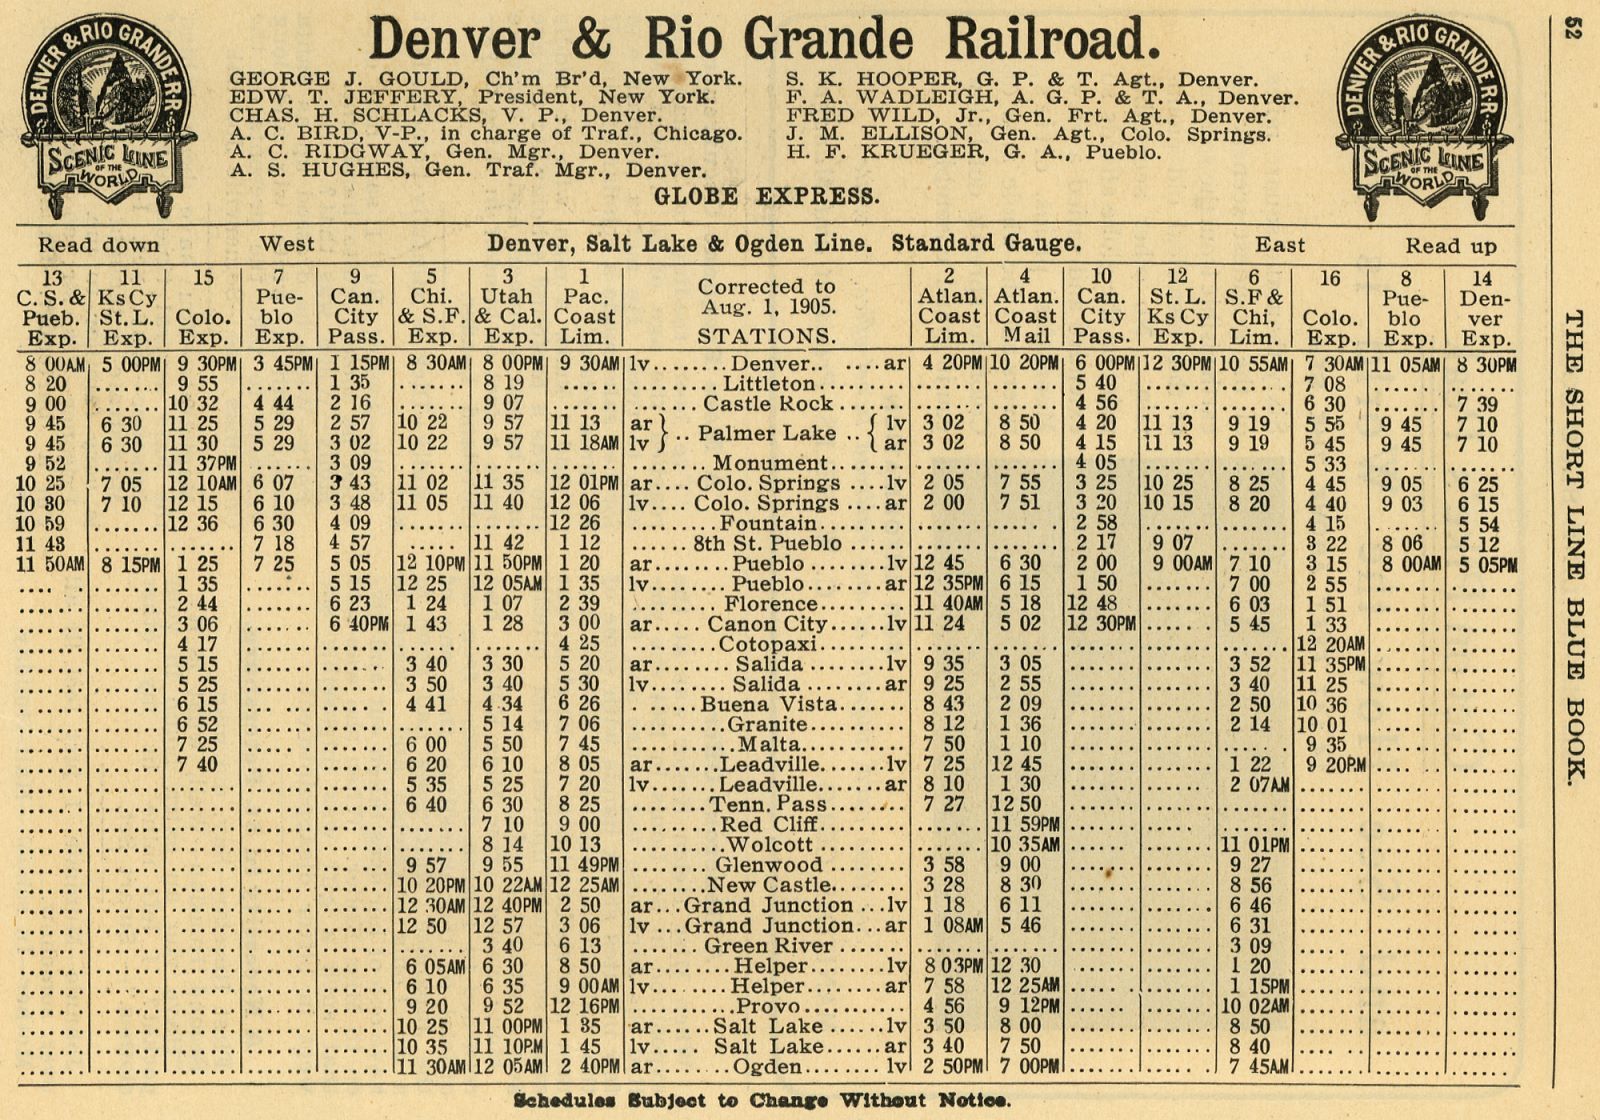 DENVER & RIO GRANDE R.R.
SCENIC LINE
OF THE
WORLD
Denver & Rio Grande Railroad.
GEORGE J. GOULD, Ch'm Br'd, New York.
EDW. T. JEFFERY, President, New York.
CHAS. H. SCHLACKS, V. P., Denver.
A. C. BIRD, V-P., in charge of Traf., Chicago.
A. C. RIDGWAY, Gen. Mgr., Denver.
A. S. HUGHES, Gen. Traf. Mgr., Denver.
S. K. HOOPER, G. P. & T. Agt., Denver.
F. A. WADLEIGH, A. G. P. & T. A., Denver.
FRED WILD, Jr., Gen. Frt. Agt., Denver.
J. M. ELLISON, Gen. Agt., Colo. Springs.
H. F. KRUEGER, G. A., Pueblo.
GLOBE EXPRESS.
DENVER & RIO GRANDE R.R.
SCENIC LINE
OF THE
WORLD
52
THE SHORT LINE BLUE BOOK.
Read down West Denver, Salt Lake & Ogden Line. Standard Gauge. East Read up
13 11 15 7 9 5 3 1 Corrected to 2 4 10 12 6 16 8 14
C. S. & Ks Cy Pue- Can. Chi. Utah Pac. Aug. 1, 1905. Atlan. Atlan. Can. St. L. S.F & Pue- Den-
Pueb. St. L. Colo. blo City & S.F. & Cal. Coast Coast Coast City Ks Cy Chi, Colo. blo ver
Exp. Exp. Exp. Exp. Pass. Exp. Exp. Lim. STATIONS. Lim. Mail Pass. Exp. Lim. Exp. Exp. Exp.
8 00AM 5 00PM 9 30PM 3 45PM 1 15PM 8 30AM 8 00PM 9 30AM lv Denver ar 4 20PM 10 20PM 6 00PM 12 30PM 10 55AM 7 30AM 11 05AM 8 30PM
8 20 9 55 1 35 8 19 Littleton 5 40 7 08
9 00 10 32 4 44 2 16 9 07 Castle Rock 4 56 6 30 7 39
9 45 6 30 11 25 5 29 2 57 10 22 9 57 11 13 ar Palmer Lake lv 3 02 8 50 4 20 11 13 9 19 5 55 9 45 7 10
9 45 6 30 11 30 5 29 3 02 10 22 9 57 11 18AM lv ar 3 02 8 50 4 15 11 13 9 19 5 45 9 45 7 10
9 52 11 37PM 3 09 Monument 4 05 5 33
10 25 7 05 12 10AM 6 07 3 43 11 02 11 35 12 01PM ar Colo. Springs lv 2 05 7 55 3 25 10 25 8 25 4 45 9 05 6 25
10 30 7 10 12 15 6 10 3 48 11 05 11 40 12 06 lv Colo. Springs ar 2 00 7 51 3 20 10 15 8 20 4 40 9 03 6 15
10 59 12 36 6 30 4 09 12 26 Fountain 2 58 4 15 5 54
11 43 7 18 4 57 11 42 1 12 8th St. Pueblo 2 17 9 07 3 22 8 06 5 12
11 50AM 8 15PM 1 25 7 25 5 05 12 10PM 11 50PM 1 20 ar Pueblo lv 12 45 6 30 2 00 9 00AM 7 10 3 15 8 00AM 5 05PM
1 35 5 15 12 25 12 05AM 1 35 lv Pueblo ar 12 35PM 6 15 1 50 7 00 2 55
2 44 6 23 1 24 1 07 2 39 Florence 11 40AM 5 18 12 48 6 03 1 51
3 06 6 40PM 1 43 1 28 3 00 ar Canon City lv 11 24 5 02 12 30PM 5 45 1 33
4 17 4 25 Cotopaxi 12 20AM
5 15 3 40 3 30 5 20 ar Salida lv 9 35 3 05 3 52 11 35PM
5 25 3 50 3 40 5 30 lv Salida ar 9 25 2 55 3 40 11 25
6 15 4 41 4 34 6 26 Buena Vista 8 43 2 09 2 50 10 36
6 52 5 14 7 06 Granite 8 12 1 36 2 14 10 01
7 25 6 00 5 50 7 45 Malta 7 50 1 10 9 35
7 40 6 20 6 10 8 05 ar Leadville lv 7 25 12 45 1 22 9 20PM
5 35 5 25 7 20 lv Leadville ar 8 10 1 30 2 07AM
6 40 6 30 8 25 Tenn. Pass 7 27 12 50
7 10 9 00 Red Cliff 11 59PM
8 14 10 13 Wolcott 10 35AM 11 01PM
9 57 9 55 11 49PM Glenwood 3 58 9 00 9 27
10 20PM 10 22AM 12 25AM New Castle 3 28 8 30 8 56
12 30AM 12 40PM 2 50 ar Grand Junction lv 1 18 6 11 6 46
12 50 12 57 3 06 lv Grand Junction ar 1 08AM 5 46 6 31
3 40 6 13 Green River 3 09
6 05AM 6 30 8 50 ar Helper lv 8 03PM 12 30 1 20
6 10 6 35 9 00AM lv Helper ar 7 58 12 25AM 1 15PM
9 20 9 52 12 16PM Provo 4 56 9 12PM 10 02AM
10 25 11 00PM 1 35 ar Salt Lake lv 3 50 8 00 8 50
10 35 11 10PM 1 45 lv Salt Lake ar 3 40 7 50 8 40
11 30AM 12 05AM 2 40PM ar Ogden lv 2 50PM 7 00PM 7 45AM
Schedules Subject to Change Without Notice.